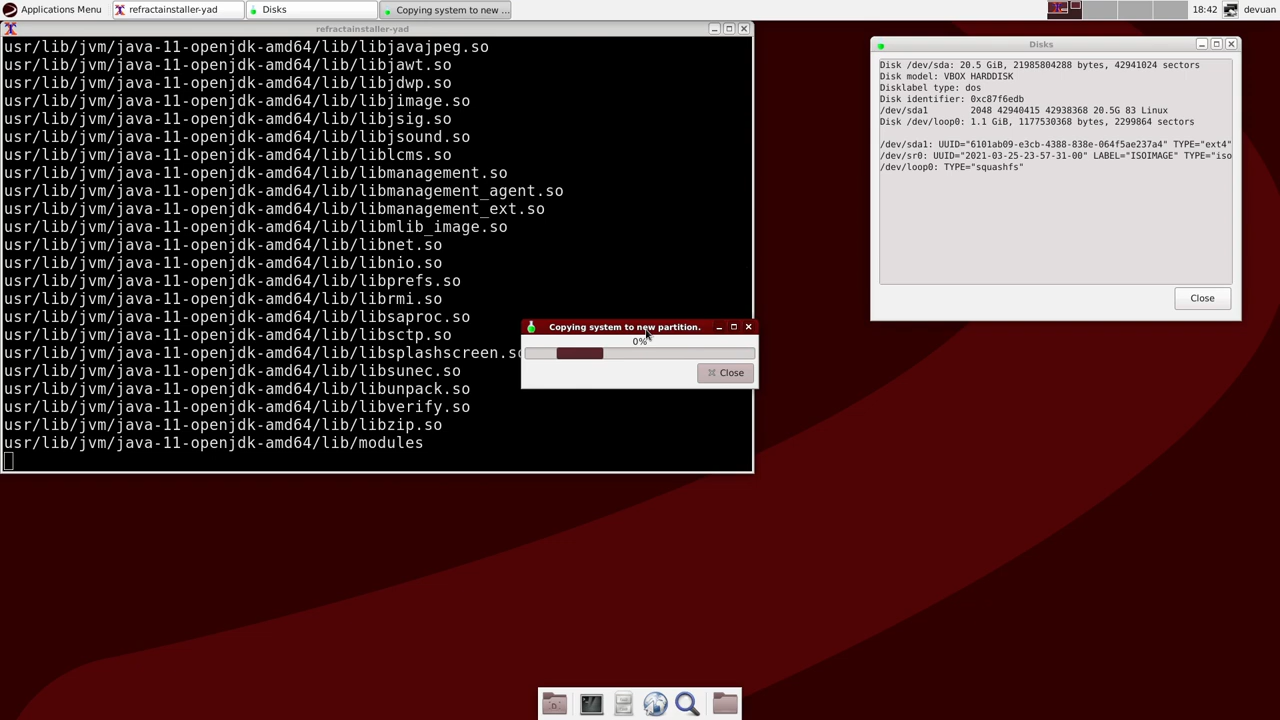 Applications Menu
refractainstaller-yad
Disks
Copying system to new ...
18:42
devuan
refractainstaller-yad
usr/lib/jvm/java-11-openjdk-amd64/lib/libjavajpeg.so
usr/lib/jvm/java-11-openjdk-amd64/lib/libjawt.so
usr/lib/jvm/java-11-openjdk-amd64/lib/libjdwp.so
usr/lib/jvm/java-11-openjdk-amd64/lib/libjimage.so
usr/lib/jvm/java-11-openjdk-amd64/lib/libjsig.so
usr/lib/jvm/java-11-openjdk-amd64/lib/libjsound.so
usr/lib/jvm/java-11-openjdk-amd64/lib/liblcms.so
usr/lib/jvm/java-11-openjdk-amd64/lib/libmanagement.so
usr/lib/jvm/java-11-openjdk-amd64/lib/libmanagement_agent.so
usr/lib/jvm/java-11-openjdk-amd64/lib/libmanagement_ext.so
usr/lib/jvm/java-11-openjdk-amd64/lib/libmlib_image.so
usr/lib/jvm/java-11-openjdk-amd64/lib/libnet.so
usr/lib/jvm/java-11-openjdk-amd64/lib/libnio.so
usr/lib/jvm/java-11-openjdk-amd64/lib/libprefs.so
usr/lib/jvm/java-11-openjdk-amd64/lib/librmi.so
usr/lib/jvm/java-11-openjdk-amd64/lib/libsaproc.so
usr/lib/jvm/java-11-openjdk-amd64/lib/libsctp.so
usr/lib/jvm/java-11-openjdk-amd64/lib/libsplashscreen.so
usr/lib/jvm/java-11-openjdk-amd64/lib/libsunec.so
usr/lib/jvm/java-11-openjdk-amd64/lib/libunpack.so
usr/lib/jvm/java-11-openjdk-amd64/lib/libverify.so
usr/lib/jvm/java-11-openjdk-amd64/lib/libzip.so
usr/lib/jvm/java-11-openjdk-amd64/lib/modules
Copying system to new partition.
0%
Close
Disks
Disk /dev/sda: 20.5 GiB, 21985804288 bytes, 42941024 sectors
Disk model: VBOX HARDDISK
Disklabel type: dos
Disk identifier: 0xc87f6edb
/dev/sda1 2048 42940415 42938368 20.5G 83 Linux
Disk /dev/loop0: 1.1 GiB, 1177530368 bytes, 2299864 sectors
/dev/sda1: UUID="6101ab09-e3cb-4388-838e-064f5ae237a4" TYPE="ext4"
/dev/sr0: UUID="2021-03-25-23-57-31-00" LABEL="ISOIMAGE" TYPE="iso
/dev/loop0: TYPE="squashfs"
Close